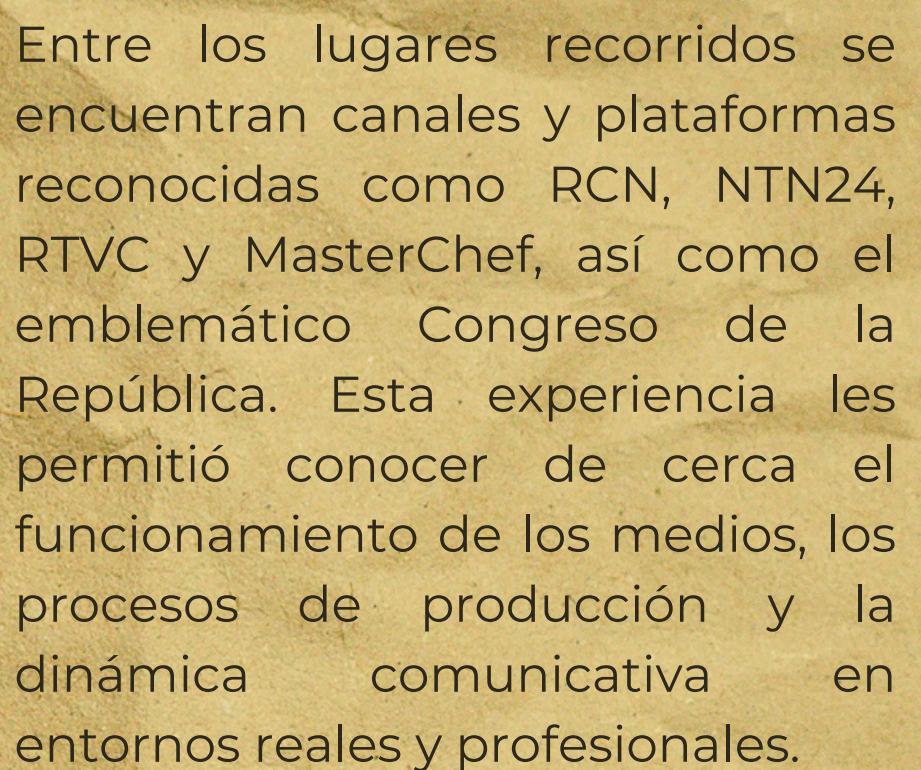 Entre los lugares recorridos se
encuentran canales y plataformas
reconocidas como RCN, NTN24,
RTVC y MasterChef, así como el
emblemático Congreso de la
República. Esta experiencia les
permitió conocer de cerca el
funcionamiento de los medios, los
procesos de producción y la
dinámica comunicativa en
entornos reales y profesionales.